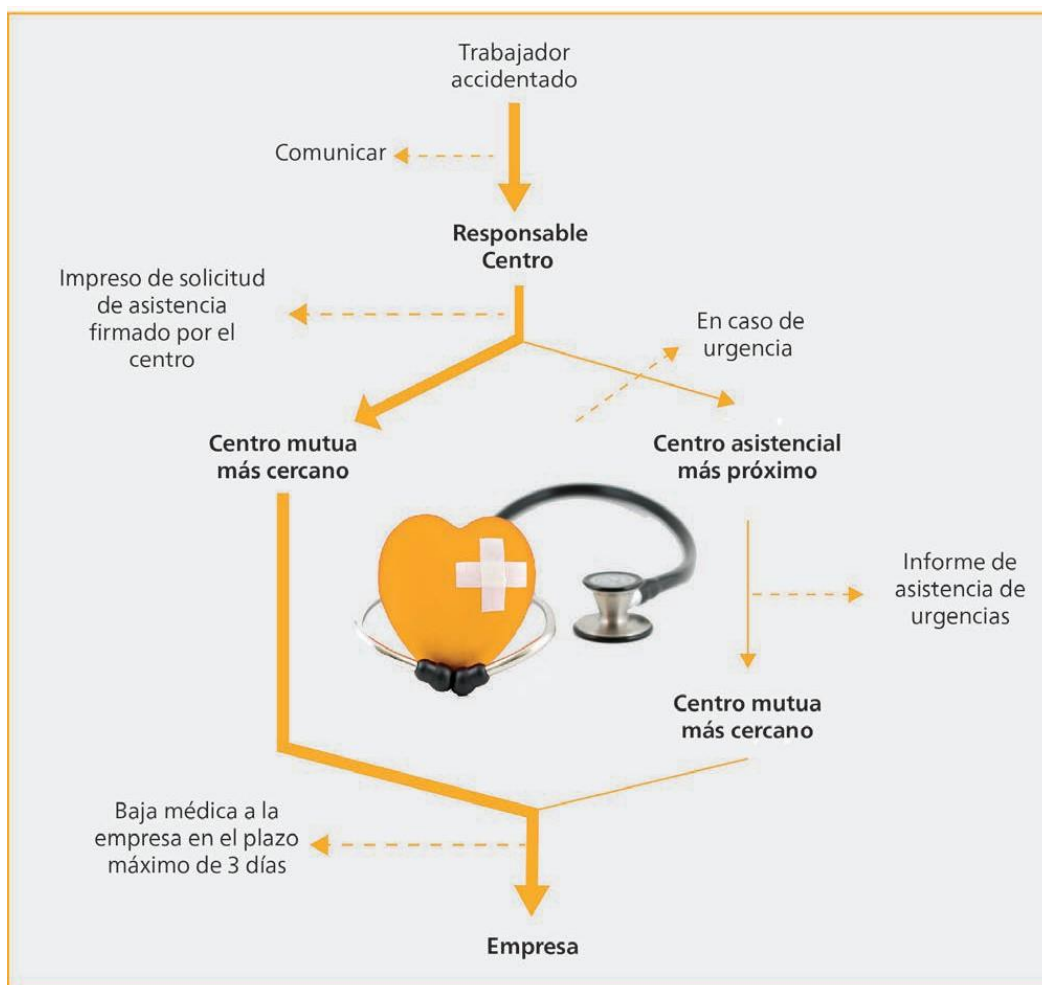 Trabajador
accidentado
Comunicar
Responsable
Centro
Impreso de solicitud
de asistencia
firmado por el
centro
En caso de
urgencia
Centro mutua
más cercano
Centro asistencial
más próximo
Informe de
asistencia de
urgencias
Centro mutua
más cercano
Baja médica a la
empresa en el plazo
máximo de 3 días
Empresa